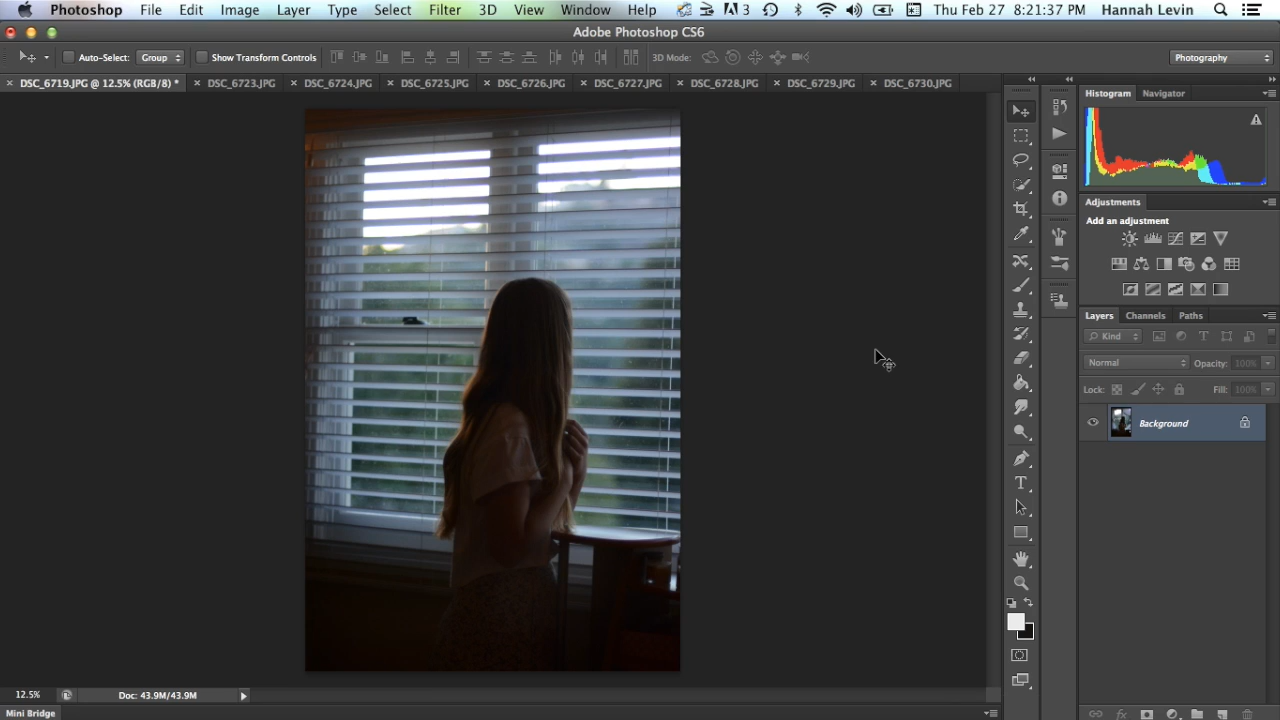 Photoshop File Edit Image Layer Type Select Filter 3D View Window Help 3 Thu Feb 27 8:21:37 PM Hannah Levin
Adobe Photoshop CS6
Auto-Select: Group Show Transform Controls 3D Mode: Photography
× DSC_6719.JPG @ 12.5% (RGB/8) * × DSC_6723.JPG × DSC_6724.JPG × DSC_6725.JPG × DSC_6726.JPG × DSC_6727.JPG × DSC_6728.JPG × DSC_6729.JPG × DSC_6730.JPG
Histogram Navigator
Adjustments
Add an adjustment
Layers Channels Paths
Kind
Normal Opacity: 100%
Lock: Fill: 100%
Background
12.5% Doc: 43.9M/43.9M
Mini Bridge